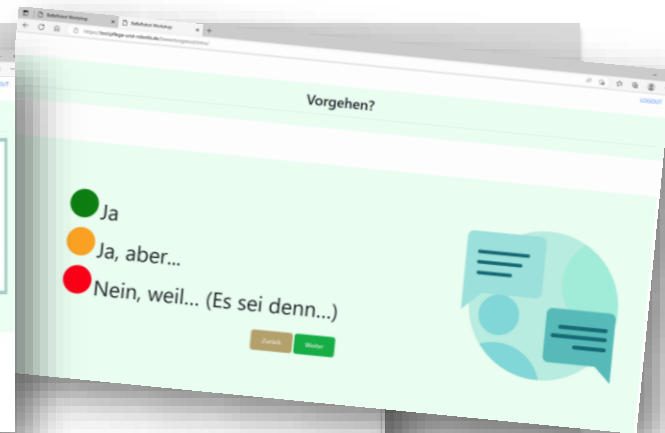 Vorgehen?
LOGOUT
Ja
Ja, aber...
Nein, weil... (Es sei denn...)
Zurück
Weiter